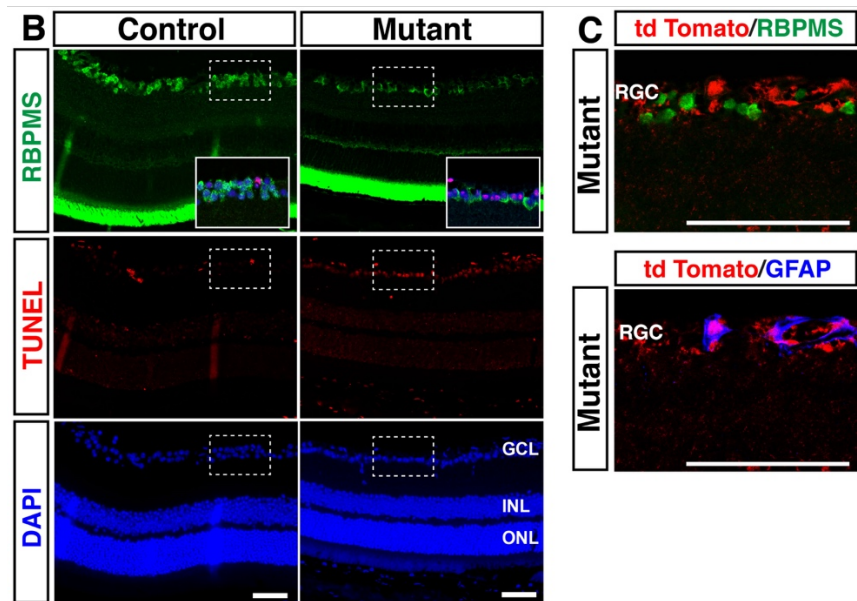 B
Control
Mutant
RBPMS
TUNEL
DAPI
GCL
INL
ONL
C
td Tomato/RBPMS
RGC
Mutant
td Tomato/GFAP
RGC
Mutant